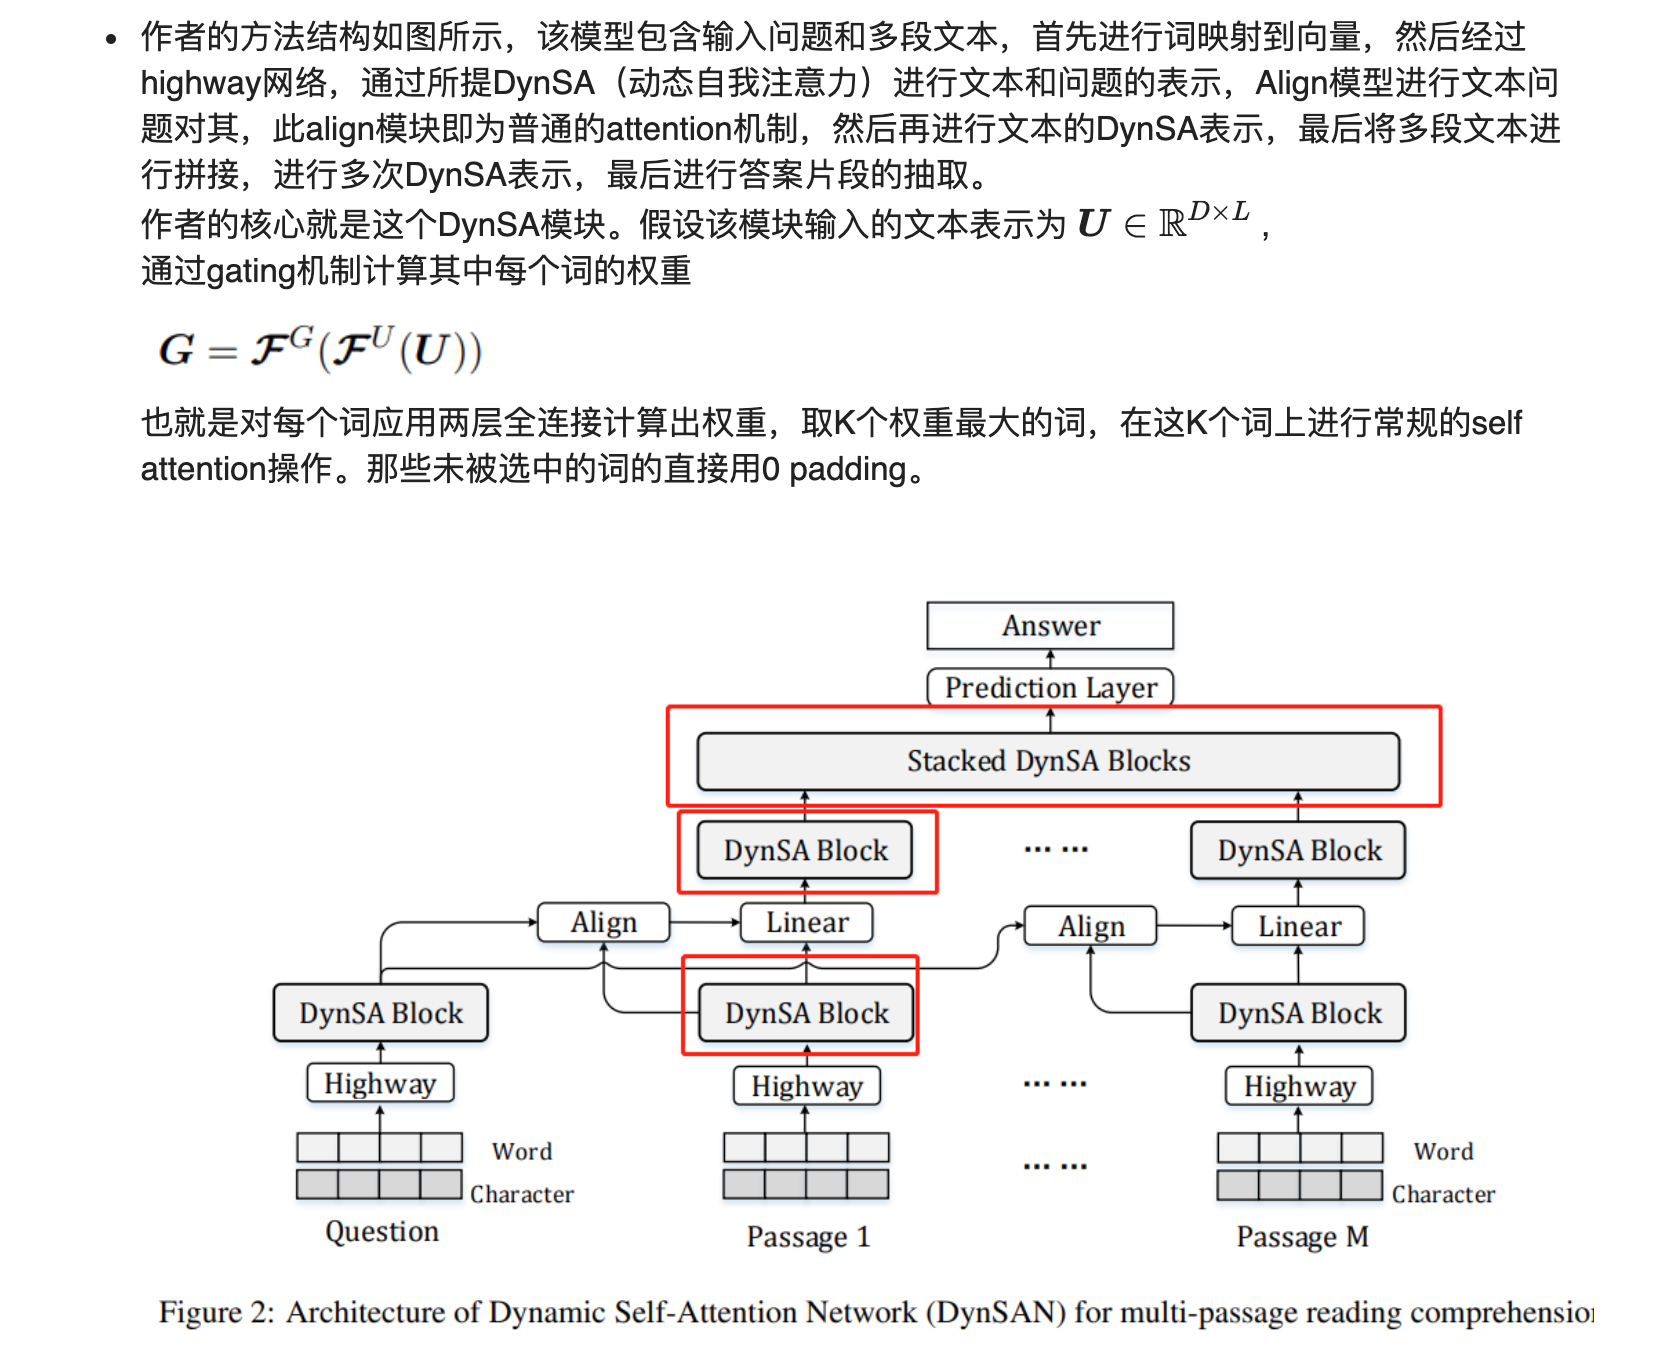 作者的方法结构如图所示，该模型包含输入问题和多段文本，首先进行词映射到向量，然后经过
highway网络，通过所提DynSA（动态自我注意力）进行文本和问题的表示，Align模型进行文本问
题对其，此align模块即为普通的attention机制，然后再进行文本的DynSA表示，最后将多段文本进
行拼接，进行多次DynSA表示，最后进行答案片段的抽取。
作者的核心就是这个DynSA模块。假设该模块输入的文本表示为 U ∈ ℝ^{D×L} ，
通过gating机制计算其中每个词的权重
G = F^G(F^U(U))
也就是对每个词应用两层全连接计算出权重，取K个权重最大的词，在这K个词上进行常规的self
attention操作。那些未被选中的词的直接用0 padding。
Answer
Prediction Layer
Stacked DynSA Blocks
DynSA Block ... ... DynSA Block
Align Linear Align Linear
DynSA Block DynSA Block DynSA Block
Highway Highway ... ... Highway
Word ... ... Word
Character Character
Question Passage 1 Passage M
Figure 2: Architecture of Dynamic Self-Attention Network (DynSAN) for multi-passage reading comprehension